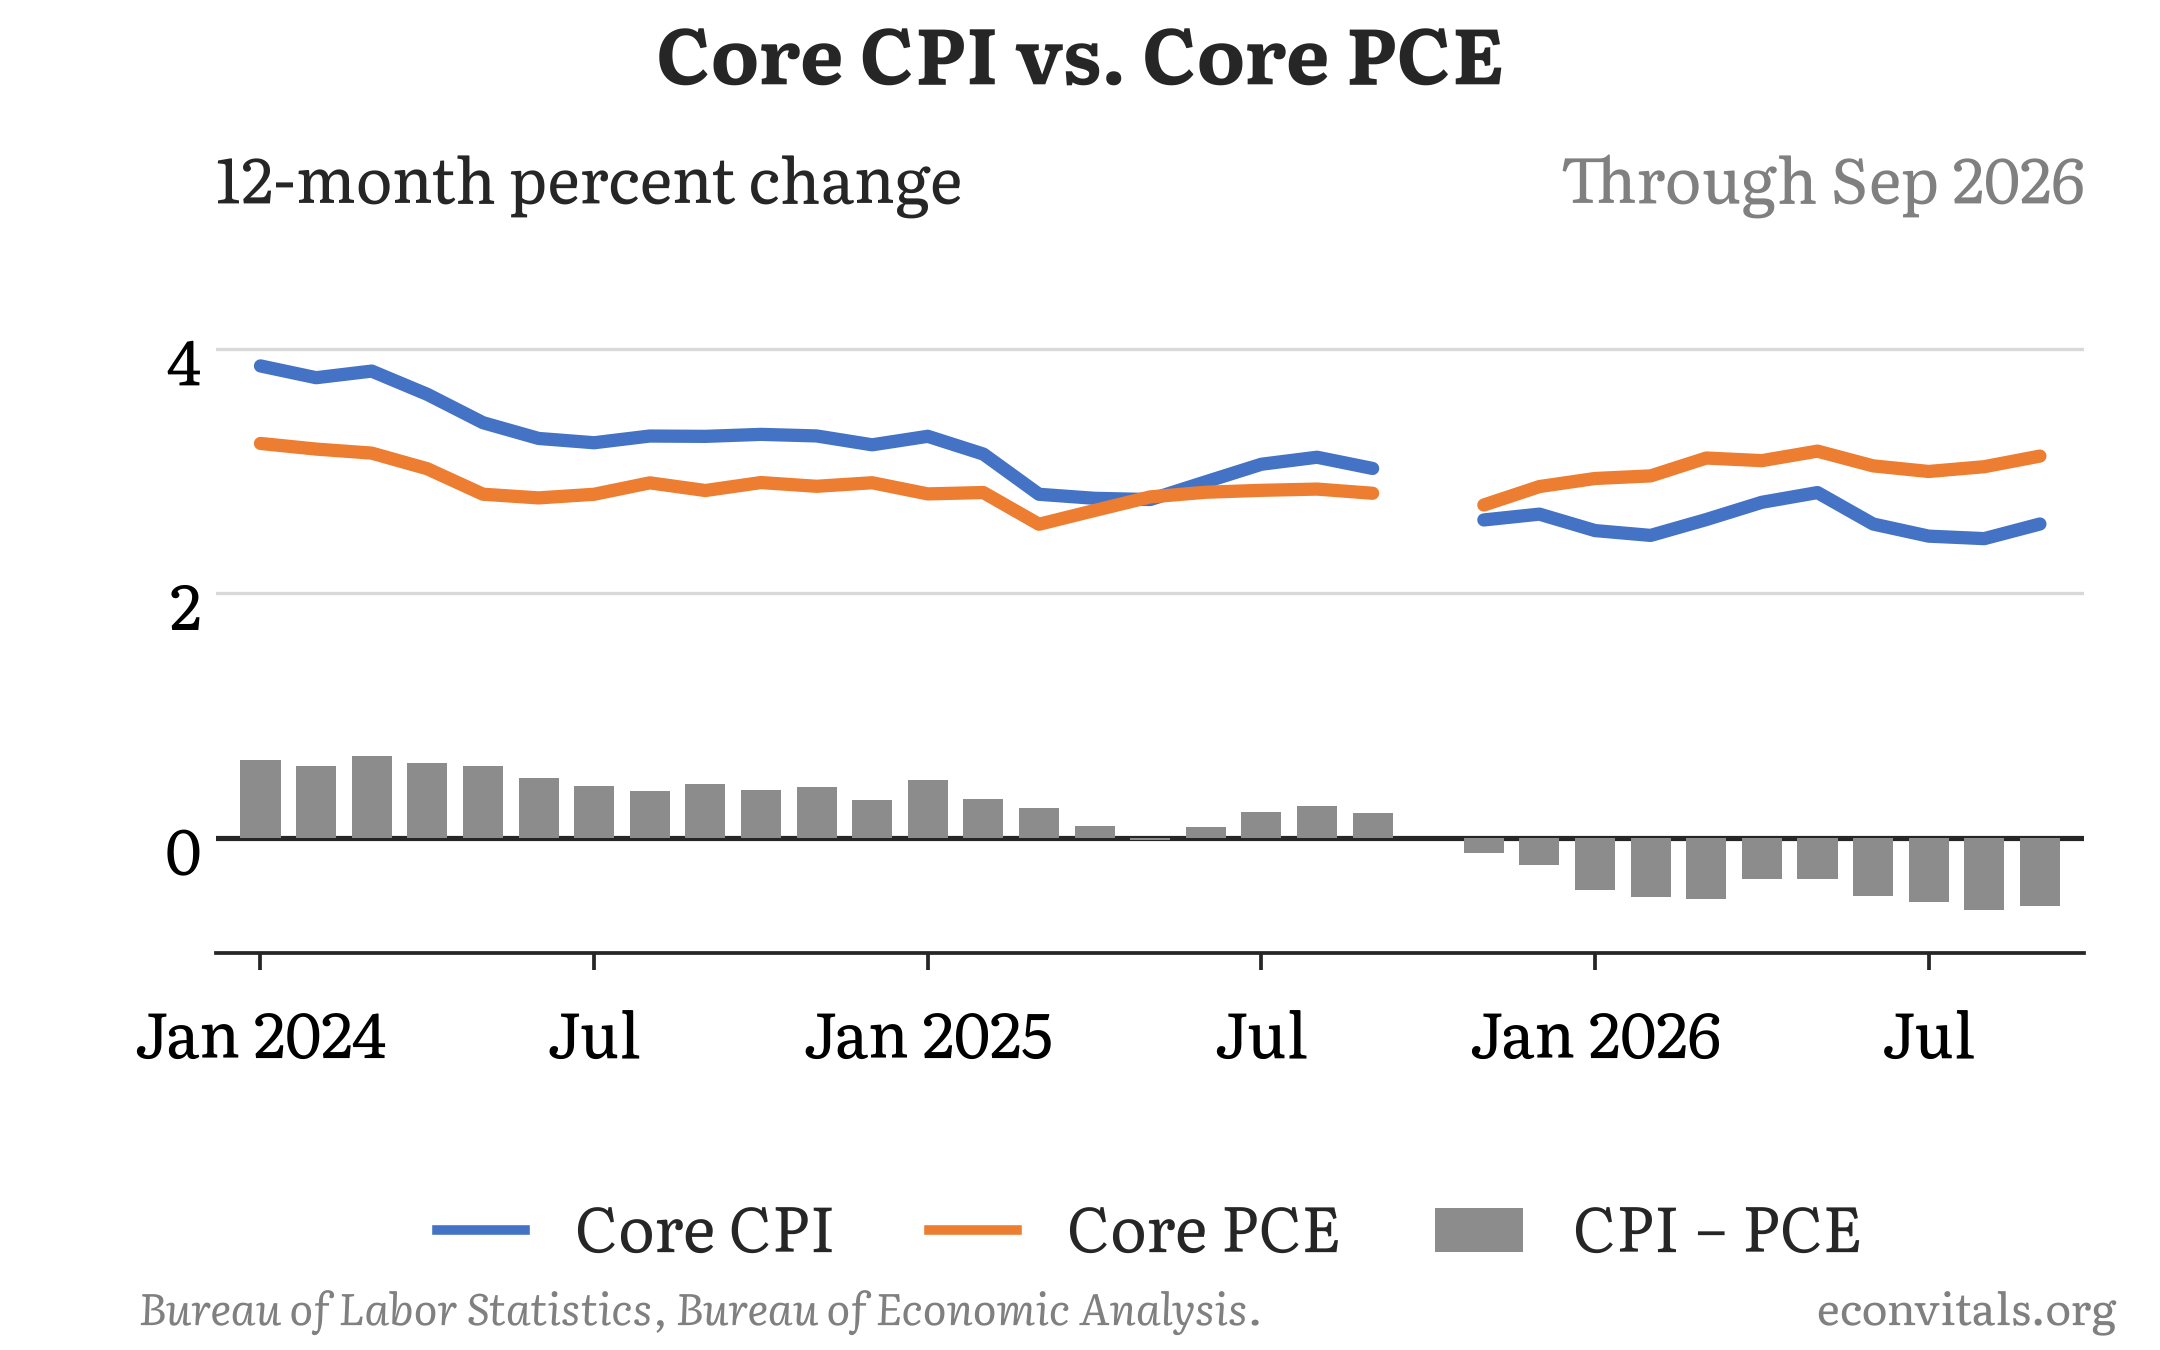 Core CPI vs. Core PCE
12-month percent change
Through Sep 2026
4
2
0
Jan 2024 Jul Jan 2025 Jul Jan 2026 Jul
Core CPI Core PCE CPI – PCE
Bureau of Labor Statistics, Bureau of Economic Analysis.
econvitals.org